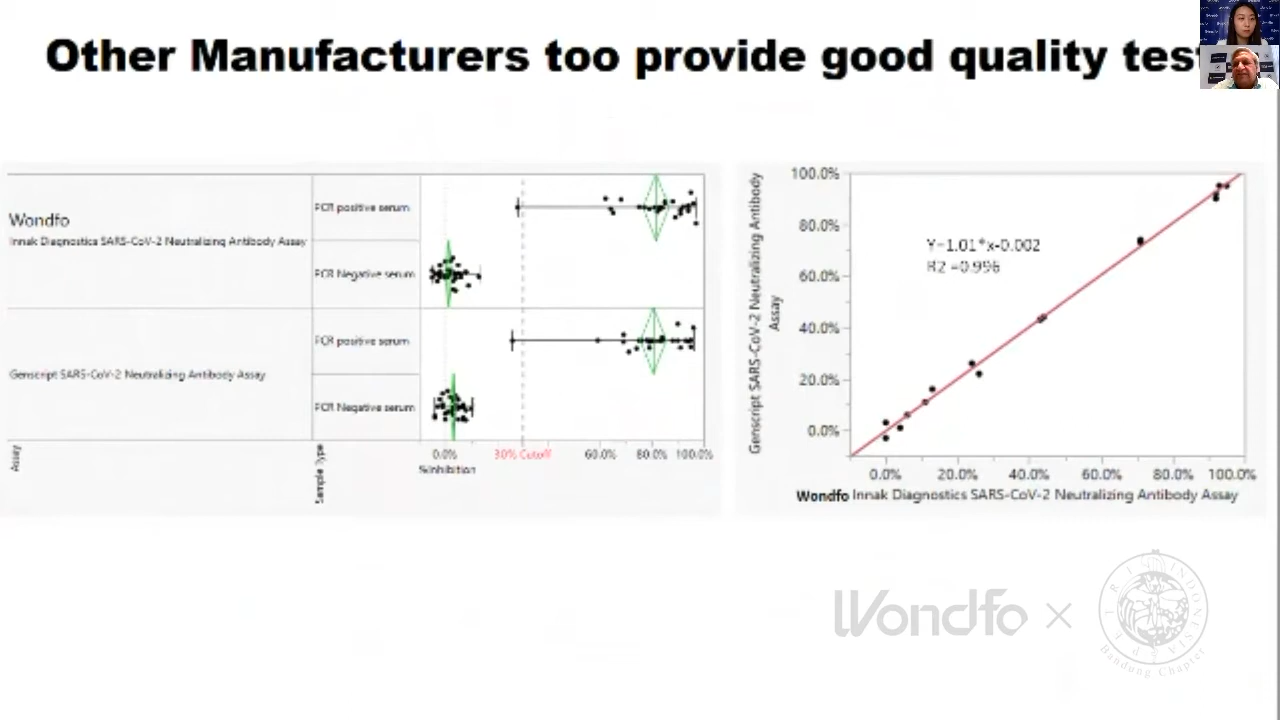 Other Manufacturers too provide good quality test
Wondfo
Innak Diagnostica SARS-CoV-2 Neutralizing Antibody Assay
PCR positive serum
PCR Negative serum
Genscript SARS-CoV-2 Neutralizing Antibody Assay
PCR positive serum
PCR Negative serum
Assay
Sample Type
0.0%
30% Cutoff
60.0%
80.0%
100.0%
%Inhibition
Genscript SARS-CoV-2 Neutralizing Antibody
Assay
100.0%
80.0%
60.0%
40.0%
20.0%
0.0%
Y=1.01*x-0.002
R2 =0.996
0.0%
20.0%
40.0%
60.0%
80.0%
100.0%
Wondfo Innak Diagnostics SARS-CoV-2 Neutralizing Antibody Assay
Wondfo ×
Bandung Chapter